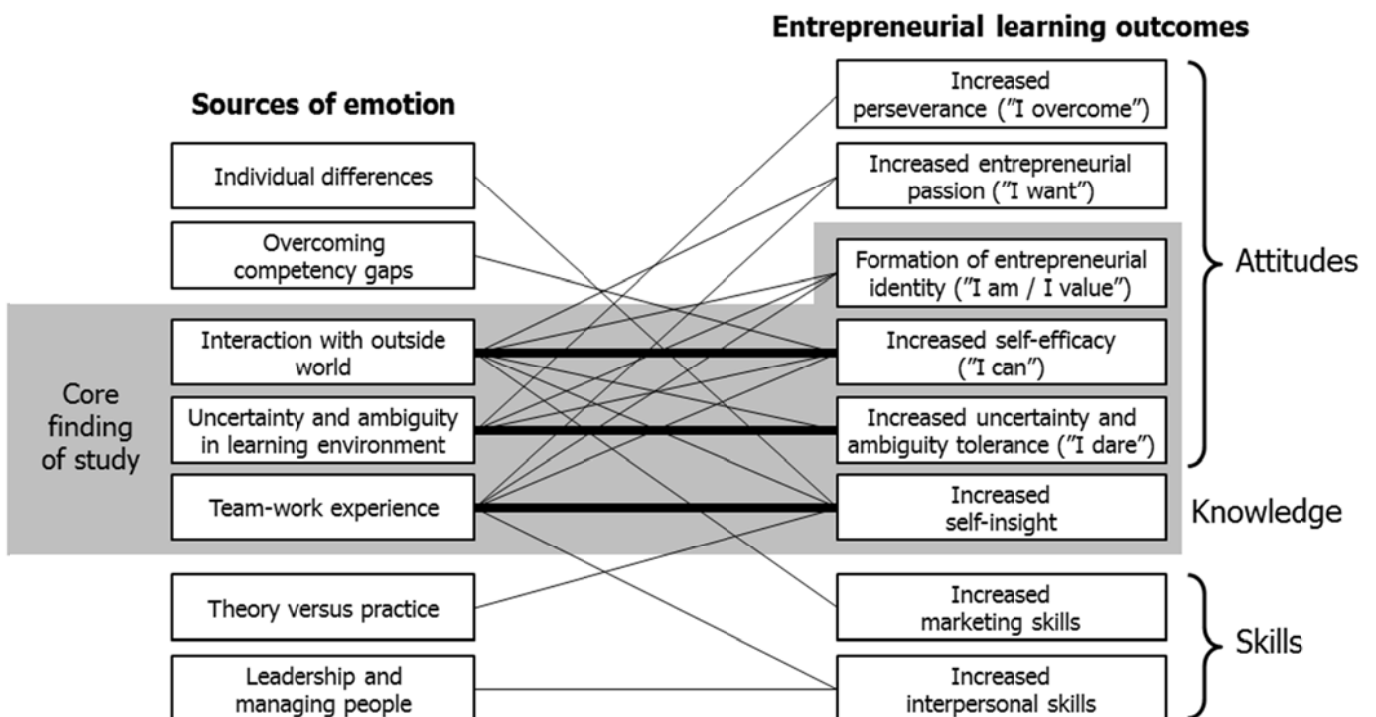 Entrepreneurial learning outcomes
Sources of emotion
Individual differences
Overcoming
competency gaps
Core
finding
of study
Interaction with outside
world
Uncertainty and ambiguity
in learning environment
Team-work experience
Theory versus practice
Leadership and
managing people
Increased
perseverance (”I overcome”)
Increased entrepreneurial
passion (”I want”)
Formation of entrepreneurial
identity (”I am / I value”)
Increased self-efficacy
(”I can”)
Increased uncertainty and
ambiguity tolerance (”I dare”)
Increased
self-insight
Increased
marketing skills
Increased
interpersonal skills
Attitudes
Knowledge
Skills